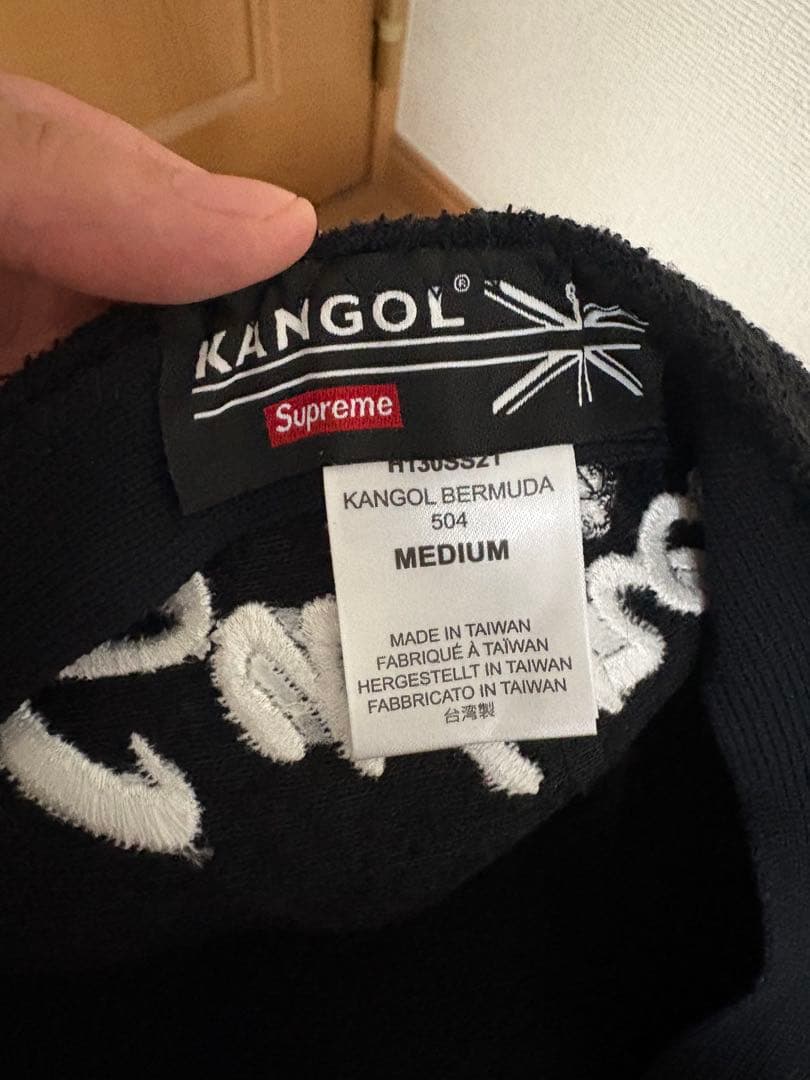 KANGOL®
Supreme
H130SS21
KANGOL BERMUDA
504
MEDIUM
MADE IN TAIWAN
FABRIQUÉ À TAÏWAN
HERGESTELLT IN TAIWAN
FABBRICATO IN TAIWAN
台湾製